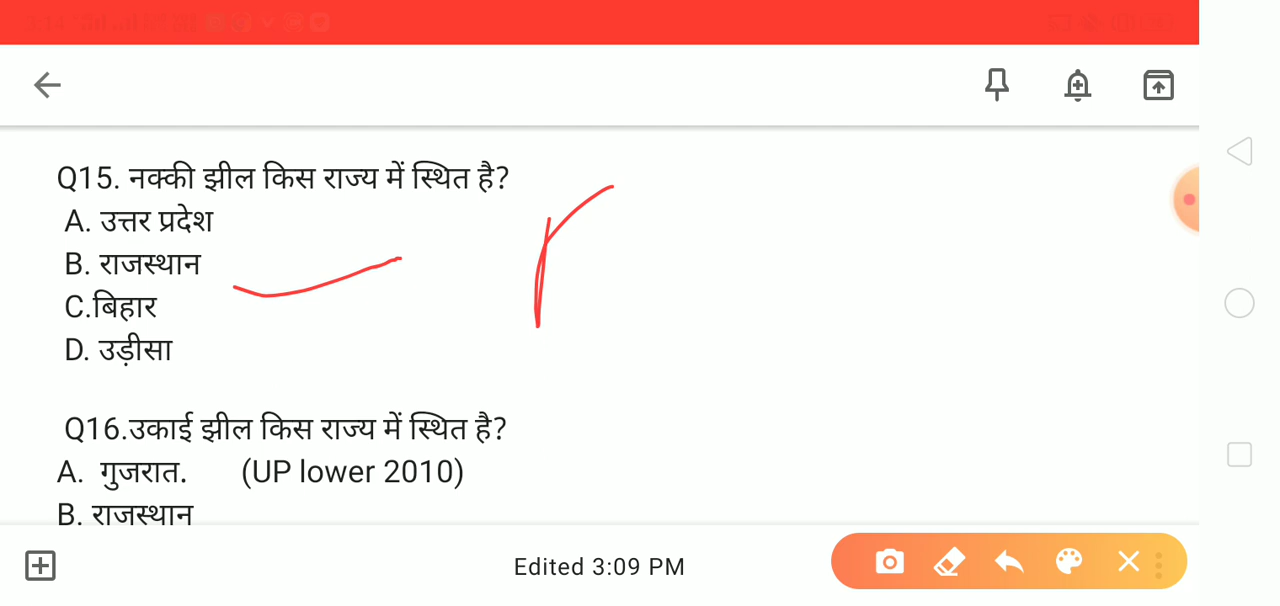 Q15. नक्की झील किस राज्य में स्थित है?
A. उत्तर प्रदेश
B. राजस्थान
C.बिहार
D. उड़ीसा
Q16.उकाई झील किस राज्य में स्थित है?
A. गुजरात. (UP lower 2010)
B. राजस्थान
Edited 3:09 PM